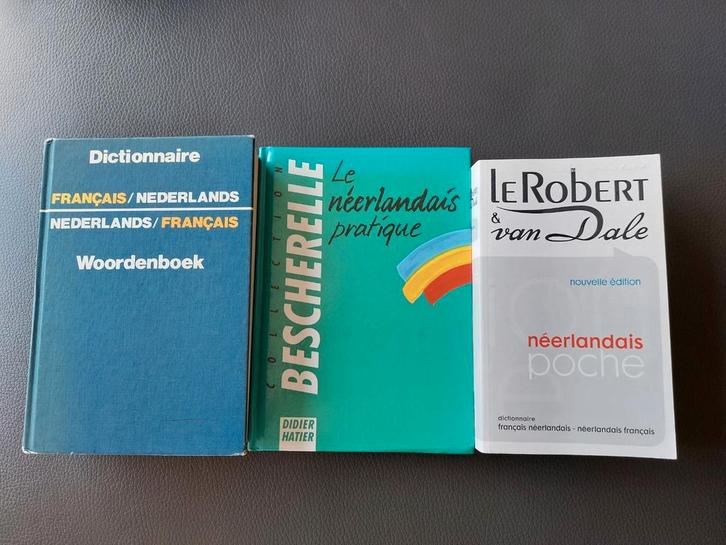 Dictionnaire
FRANÇAIS/NEDERLANDS
NEDERLANDS/FRANÇAIS
Woordenboek
COLLECTION
BESCHERELLE
Le
néerlandais
pratique
DIDIER
HATIER
LE ROBERT
& van Dale
nouvelle édition
néerlandais
poche
dictionnaire
français néerlandais - néerlandais français